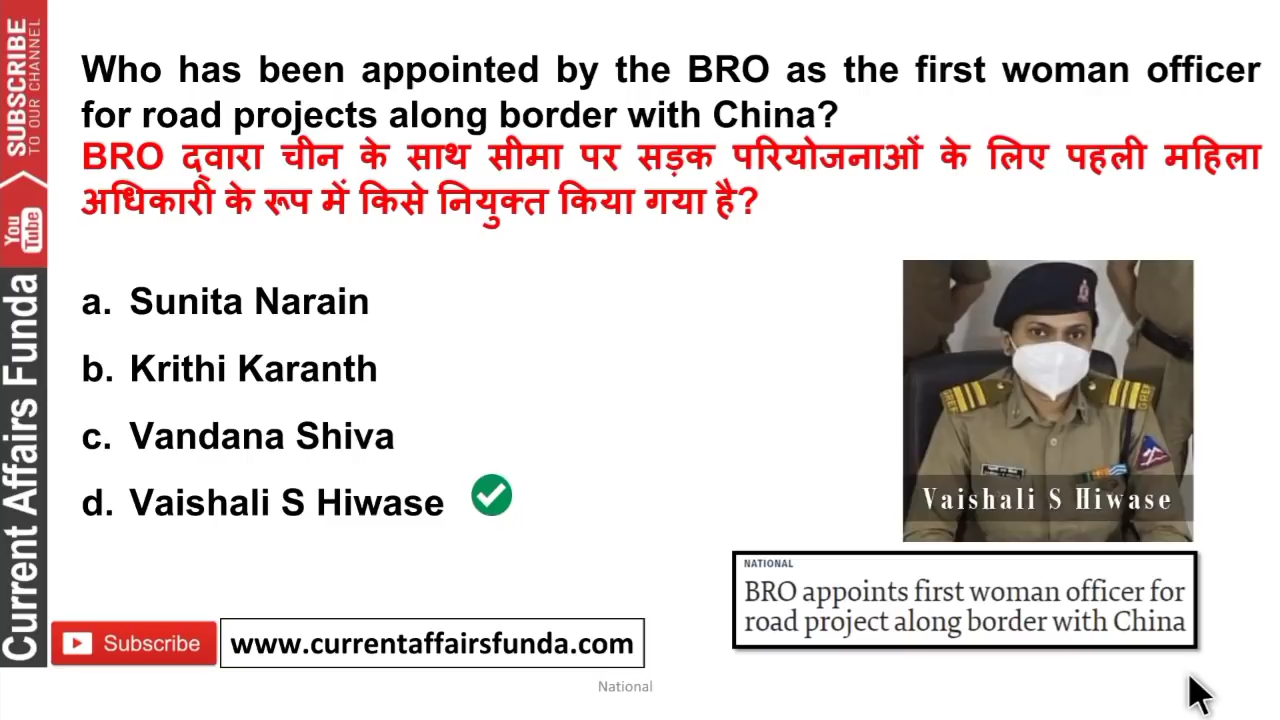 SUBSCRIBE
TO OUR CHANNEL
You
Tube
Current Affairs Funda
Who has been appointed by the BRO as the first woman officer
for road projects along border with China?
BRO द्वारा चीन के साथ सीमा पर सड़क परियोजनाओं के लिए पहली महिला
अधिकारी के रूप में किसे नियुक्त किया गया है?
a. Sunita Narain
b. Krithi Karanth
c. Vandana Shiva
d. Vaishali S Hiwase
Vaishali S Hiwase
NATIONAL
BRO appoints first woman officer for
road project along border with China
Subscribe
www.currentaffairsfunda.com
National